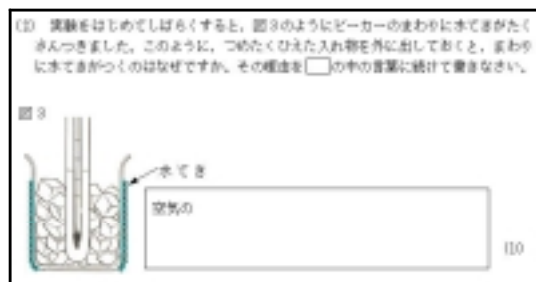 (1) 実験をはじめてしばらくすると，図3のようにビーカーのまわりに水てきがたく
さんつきました。このように，つめたくひえた入れ物を外に出しておくと，まわり
に水てきがつくのはなぜですか。その理由を□の中の言葉に続けて書きなさい。
図3
水てき
空気の
(10